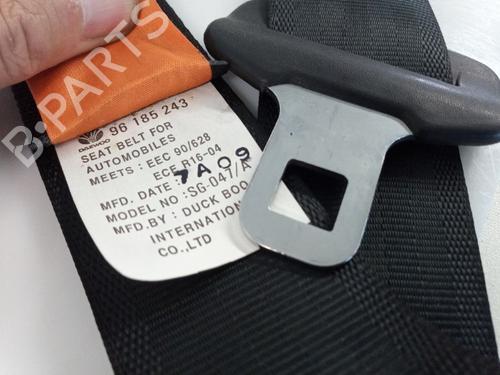 B-PARTS
DAEWOO 96 185 243
SEAT BELT FOR
AUTOMOBILES
MEETS : EEC 90/628
ECE R16-04
MFD. DATE : 7A09
MODEL NO : SG-047/A
MFD.BY : DUCK BOO
INTERNATION
CO.,LTD